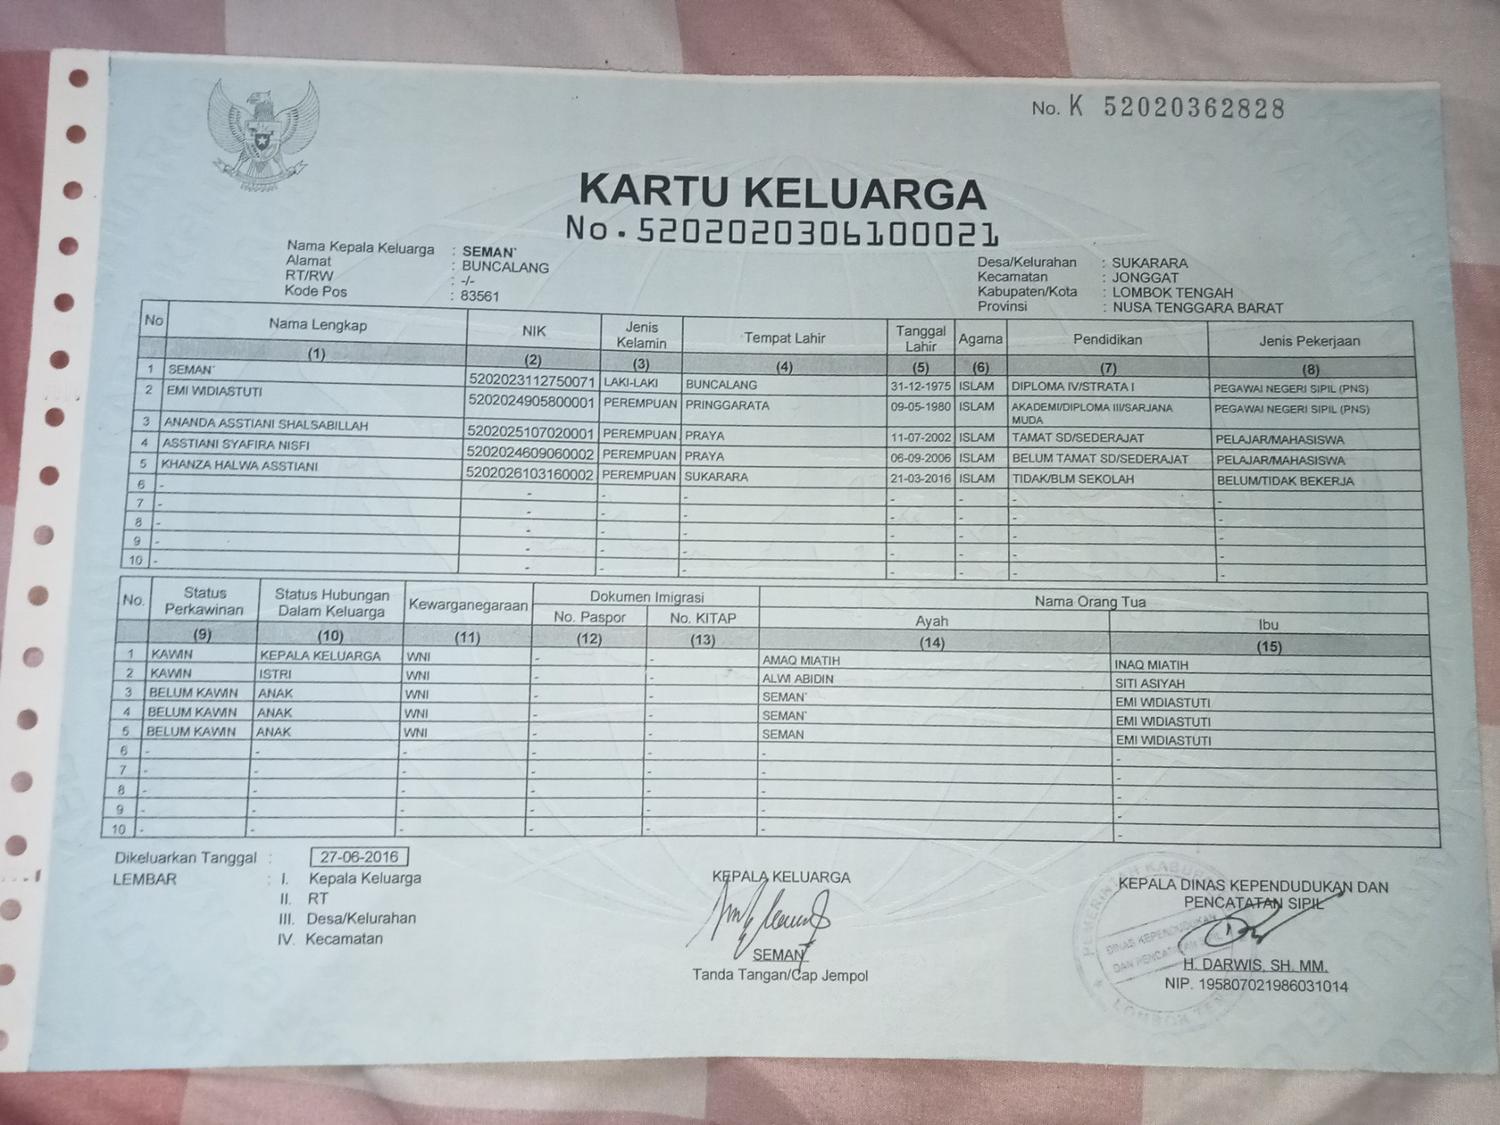 No. K 52020362828
KARTU KELUARGA
No. 5202020306100021
Nama Kepala Keluarga : SEMAN`
Alamat : BUNCALANG
RT/RW : -/-
Kode Pos : 83561
Desa/Kelurahan : SUKARARA
Kecamatan : JONGGAT
Kabupaten/Kota : LOMBOK TENGAH
Provinsi : NUSA TENGGARA BARAT
No Nama Lengkap NIK Jenis Kelamin Tempat Lahir Tanggal Lahir Agama Pendidikan Jenis Pekerjaan
(1) (2) (3) (4) (5) (6) (7) (8)
1 SEMAN` 5202023112750071 LAKI-LAKI BUNCALANG 31-12-1975 ISLAM DIPLOMA IV/STRATA I PEGAWAI NEGERI SIPIL (PNS)
2 EMI WIDIASTUTI 5202024905800001 PEREMPUAN PRINGGARATA 09-05-1980 ISLAM AKADEMI/DIPLOMA III/SARJANA MUDA PEGAWAI NEGERI SIPIL (PNS)
3 ANANDA ASSTIANI SHALSABILLAH 5202025107020001 PEREMPUAN PRAYA 11-07-2002 ISLAM TAMAT SD/SEDERAJAT PELAJAR/MAHASISWA
4 ASSTIANI SYAFIRA NISFI 5202024609060002 PEREMPUAN PRAYA 06-09-2006 ISLAM BELUM TAMAT SD/SEDERAJAT PELAJAR/MAHASISWA
5 KHANZA HALWA ASSTIANI 5202026103160002 PEREMPUAN SUKARARA 21-03-2016 ISLAM TIDAK/BLM SEKOLAH BELUM/TIDAK BEKERJA
6 - - - - - - - -
7 - - - - - - - -
8 - - - - - - - -
9 - - - - - - - -
10 - - - - - - - -
No. Status Perkawinan Status Hubungan Dalam Keluarga Kewarganegaraan Dokumen Imigrasi Nama Orang Tua
No. Paspor No. KITAP Ayah Ibu
(9) (10) (11) (12) (13) (14) (15)
1 KAWIN KEPALA KELUARGA WNI - - AMAQ MIATIH INAQ MIATIH
2 KAWIN ISTRI WNI - - ALWI ABIDIN SITI ASIYAH
3 BELUM KAWIN ANAK WNI - - SEMAN` EMI WIDIASTUTI
4 BELUM KAWIN ANAK WNI - - SEMAN` EMI WIDIASTUTI
5 BELUM KAWIN ANAK WNI - - SEMAN EMI WIDIASTUTI
6 - - - - - - -
7 - - - - - - -
8 - - - - - - -
9 - - - - - - -
10 - - - - - - -
Dikeluarkan Tanggal : 27-06-2016
LEMBAR : I. Kepala Keluarga
II. RT
III. Desa/Kelurahan
IV. Kecamatan
KEPALA KELUARGA
SEMAN`
Tanda Tangan/Cap Jempol
KEPALA DINAS KEPENDUDUKAN DAN
PENCATATAN SIPIL
H. DARWIS, SH. MM.
NIP. 195807021986031014
DINAS KEPENDUDUKAN
DAN PENCATATAN SIPIL